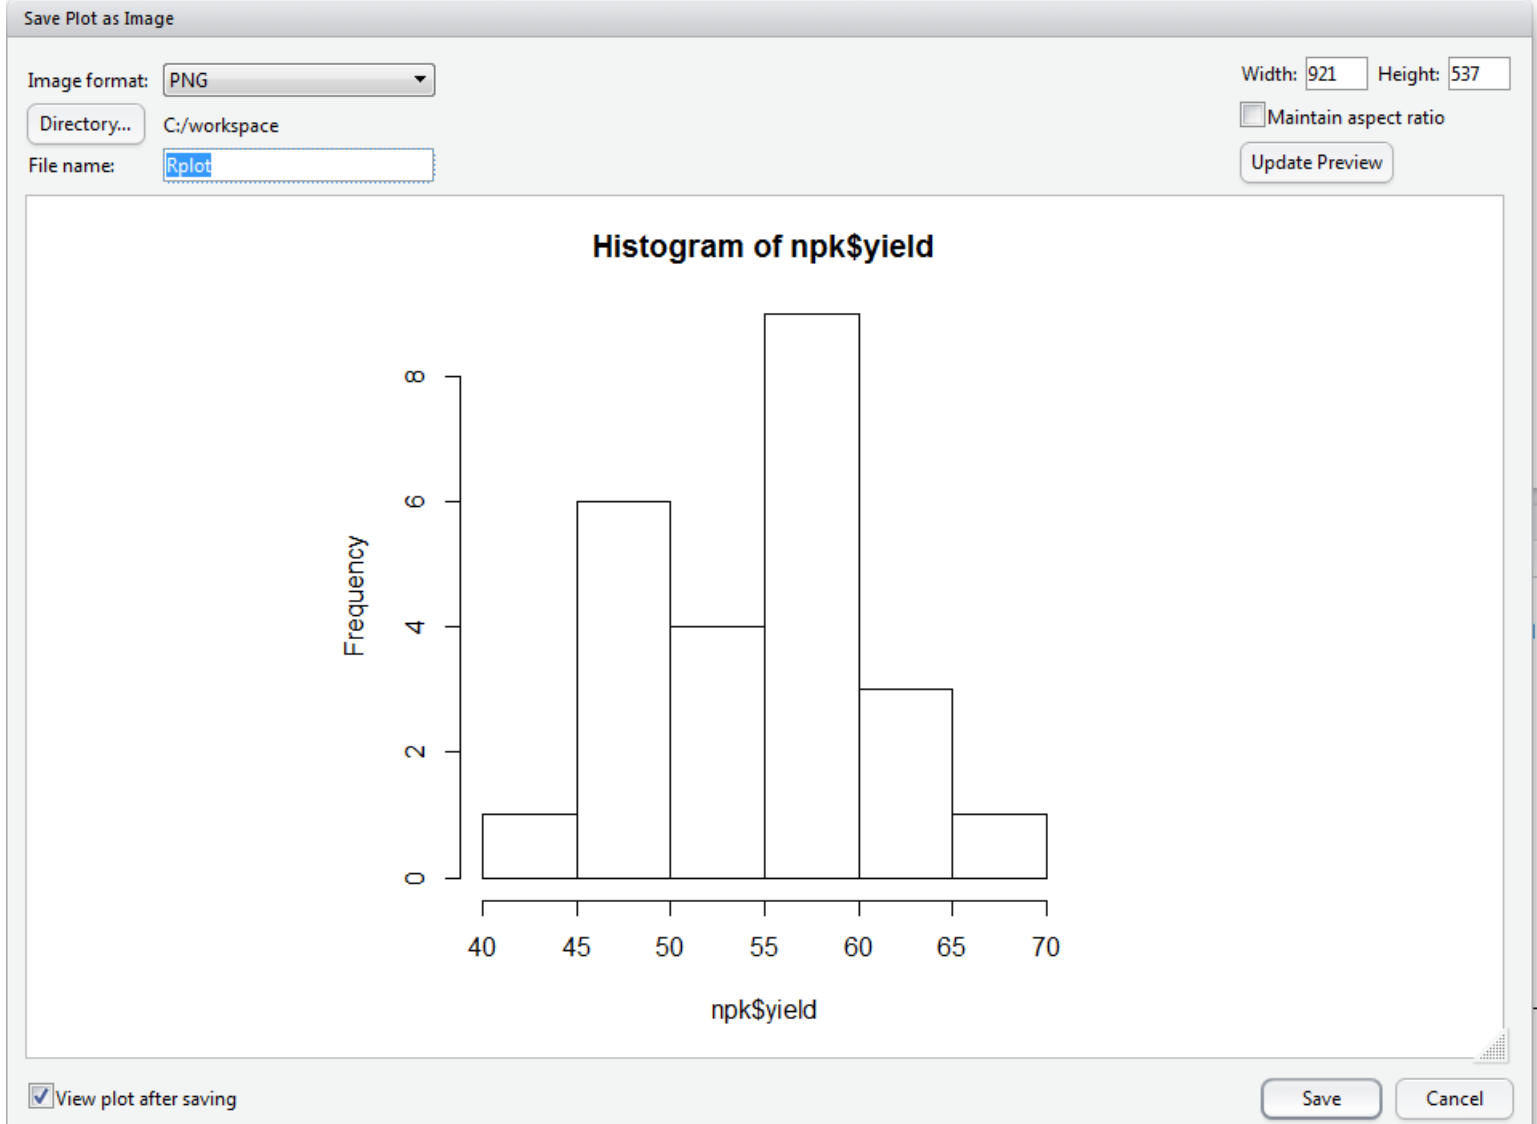 Save Plot as Image
Image format: PNG
Width: 921 Height: 537
Directory... C:/workspace
Maintain aspect ratio
File name: Rplot
Update Preview
Histogram of npk$yield
8
6
4
2
0
Frequency
40 45 50 55 60 65 70
npk$yield
View plot after saving
Save Cancel